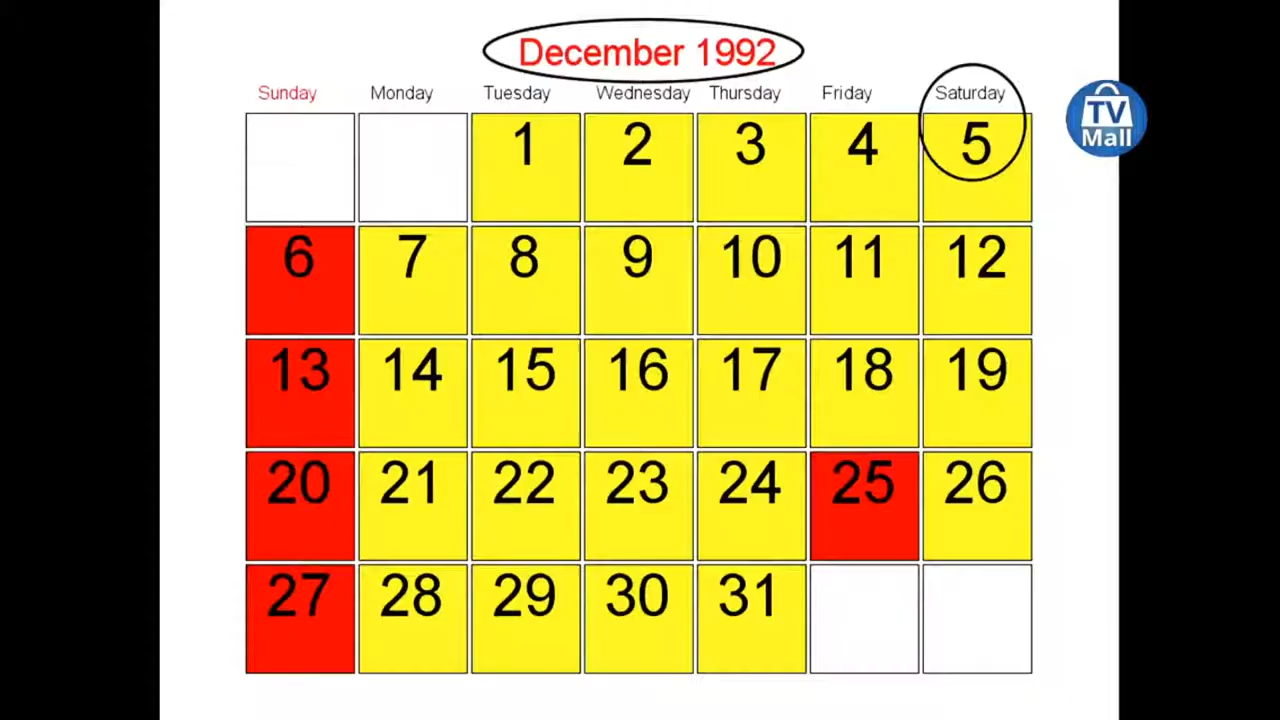 December 1992
Sunday Monday Tuesday Wednesday Thursday Friday Saturday
TV
Mall
1 2 3 4 5
6 7 8 9 10 11 12
13 14 15 16 17 18 19
20 21 22 23 24 25 26
27 28 29 30 31